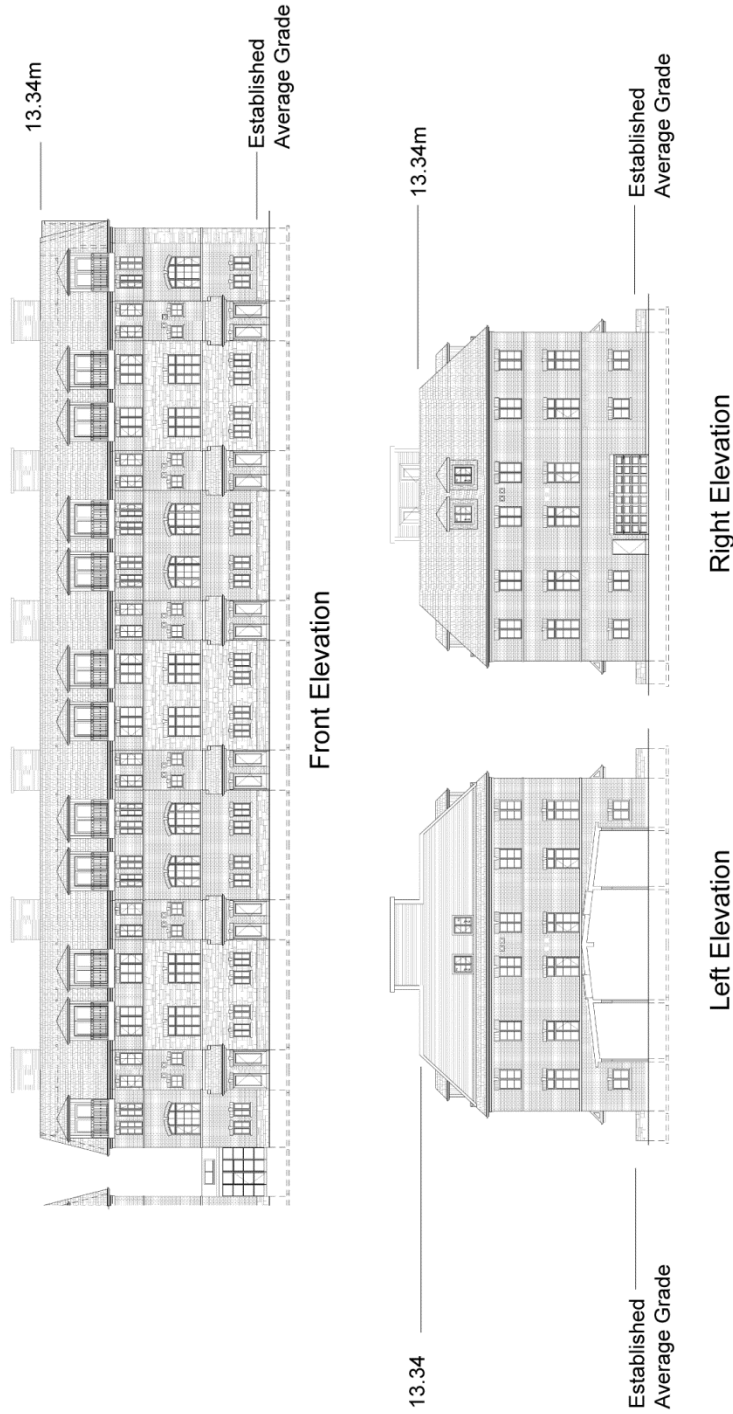 13.34m
Established
Average Grade
Front Elevation
13.34
Established
Average Grade
Left Elevation
13.34m
Established
Average Grade
Right Elevation